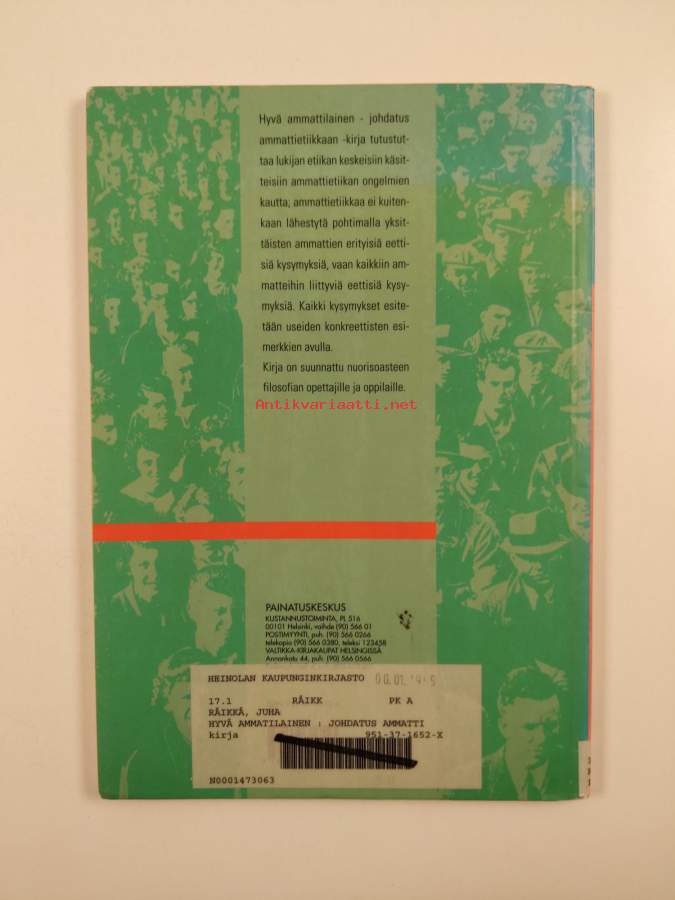 Hyvä ammattilainen - johdatus
ammattietiikkaan -kirja tutustut-
taa lukijan etiikan keskeisiin käsit-
teisiin ammattietiikan ongelmien
kautta; ammattietiikkaa ei kuiten-
kaan lähestytä pohtimalla yksit-
täisten ammattien erityisiä eetti-
siä kysymyksiä, vaan kaikkiin am-
matteihin liittyviä eettisiä kysy-
myksiä. Kaikki kysymykset esite-
tään useiden konkreettisten esi-
merkkien avulla.
Kirja on suunnattu nuorisoasteen
filosofian opettajille ja oppilaille.
Antikvariaatti.net
PAINATUSKESKUS
KUSTANNUSTOIMINTA, PL 516
00101 Helsinki, vaihde (90) 566 01
POSTIMYYNTI, puh. (90) 566 0266
telekopio (90) 566 0380, teleksi 123458
VALTIKKA-KIRJAKAUPAT HELSINGISSÄ
Annankatu 44, puh. (90) 566 0566
HEINOLAN KAUPUNGINKIRJASTO
17.1 RÄIKK PK A
RÄIKKÄ, JUHA
HYVÄ AMMATILAINEN : JOHDATUS AMMATTI
kirja 951-37-1652-X
N0001473063